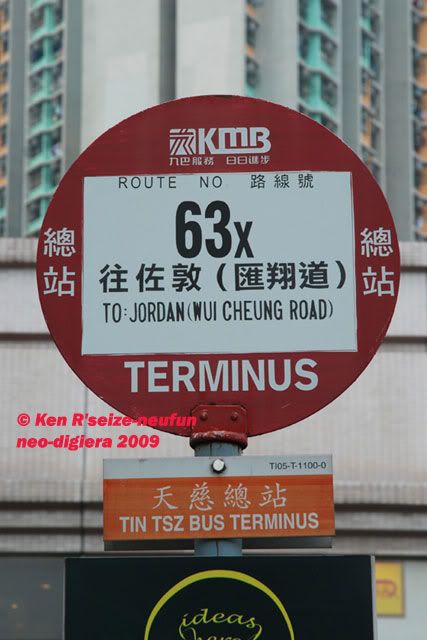 KMB
九巴服務 日日進步
ROUTE NO 路線號
63X
往佐敦(匯翔道)
TO: JORDAN (WUI CHEUNG ROAD)
總站
總站
TERMINUS
© Ken R'seize-neufun
neo-digiera 2009
TI05-T-1100-0
天慈總站
TIN TSZ BUS TERMINUS
ideas
here